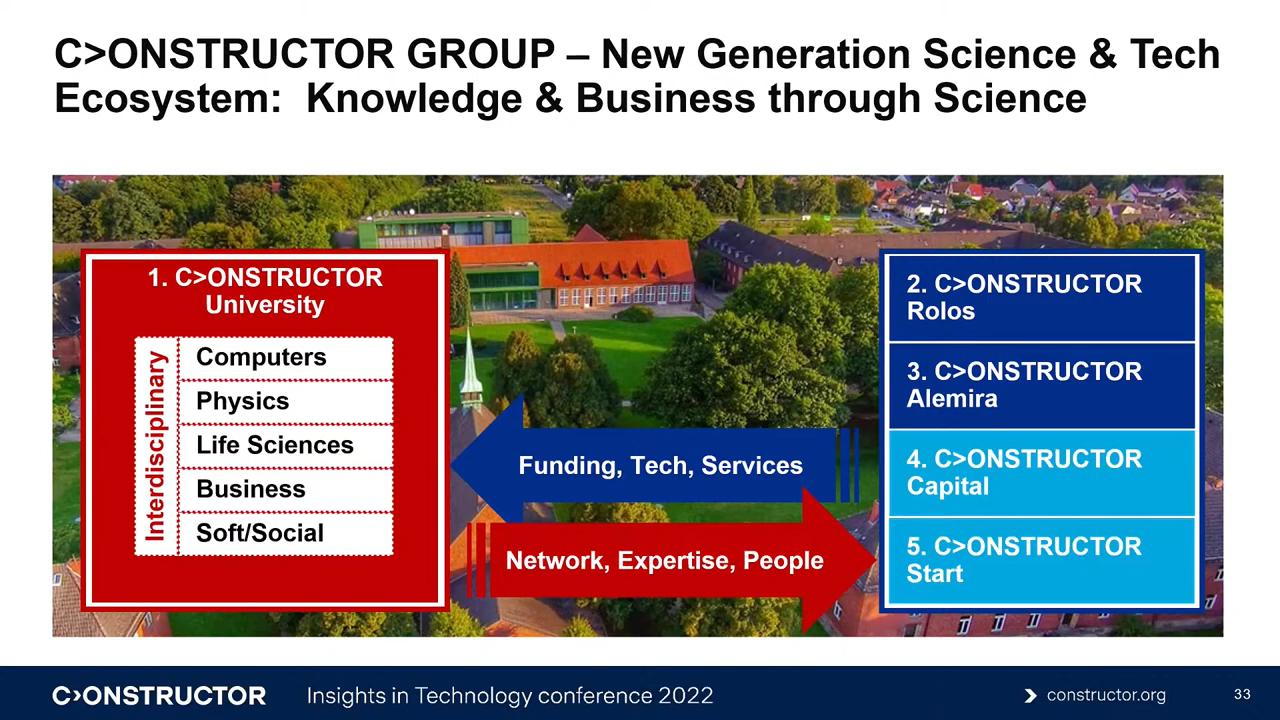 C>ONSTRUCTOR GROUP – New Generation Science & Tech
Ecosystem: Knowledge & Business through Science
1. C>ONSTRUCTOR
University
Interdisciplinary
Computers
Physics
Life Sciences
Business
Soft/Social
Funding, Tech, Services
Network, Expertise, People
2. C>ONSTRUCTOR
Rolos
3. C>ONSTRUCTOR
Alemira
4. C>ONSTRUCTOR
Capital
5. C>ONSTRUCTOR
Start
C>ONSTRUCTOR
Insights in Technology conference 2022
constructor.org
33